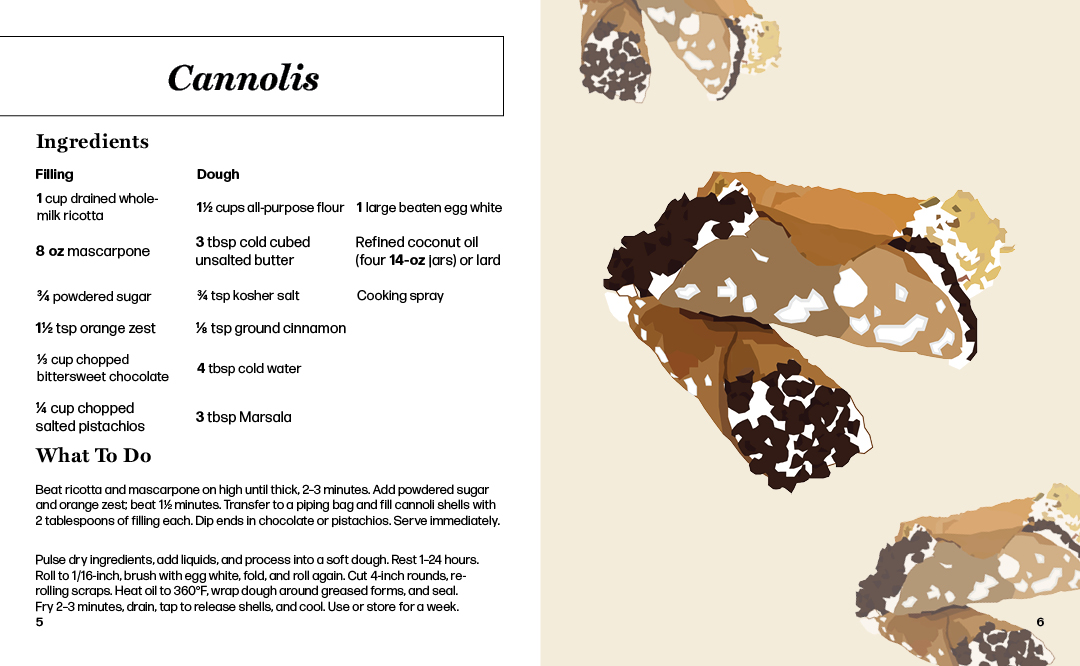 Cannolis
Ingredients
Filling
1 cup drained whole-
milk ricotta
8 oz mascarpone
¾ powdered sugar
1½ tsp orange zest
⅓ cup chopped
bittersweet chocolate
¼ cup chopped
salted pistachios
Dough
1½ cups all-purpose flour
3 tbsp cold cubed
unsalted butter
¾ tsp kosher salt
⅛ tsp ground cinnamon
4 tbsp cold water
3 tbsp Marsala
1 large beaten egg white
Refined coconut oil
(four 14-oz jars) or lard
Cooking spray
What To Do
Beat ricotta and mascarpone on high until thick, 2-3 minutes. Add powdered sugar
and orange zest; beat 1½ minutes. Transfer to a piping bag and fill cannoli shells with
2 tablespoons of filling each. Dip ends in chocolate or pistachios. Serve immediately.
Pulse dry ingredients, add liquids, and process into a soft dough. Rest 1-24 hours.
Roll to 1/16-inch, brush with egg white, fold, and roll again. Cut 4-inch rounds, re-
rolling scraps. Heat oil to 360°F, wrap dough around greased forms, and seal.
Fry 2-3 minutes, drain, tap to release shells, and cool. Use or store for a week.
5
6